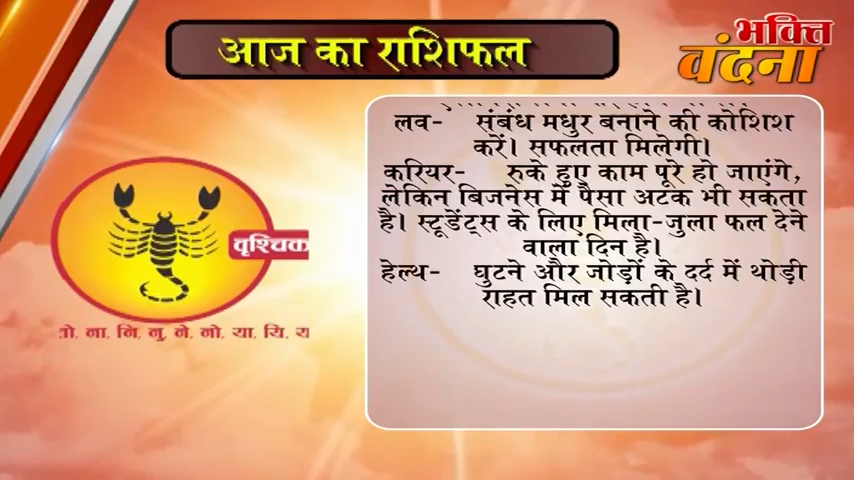 आज का राशिफल
भक्ति
वंदना
लव- संबंध मधुर बनाने की कोशिश
करें। सफलता मिलेगी।
करियर- रुके हुए काम पूरे हो जाएंगे,
लेकिन बिजनेस में पैसा अटक भी सकता
है। स्टूडेंट्स के लिए मिला-जुला फल देने
वाला दिन है।
हेल्थ- घुटने और जोड़ों के दर्द में थोड़ी
राहत मिल सकती है।
वृश्चिक
ना, नि, नु, ने, नो, या, यि,